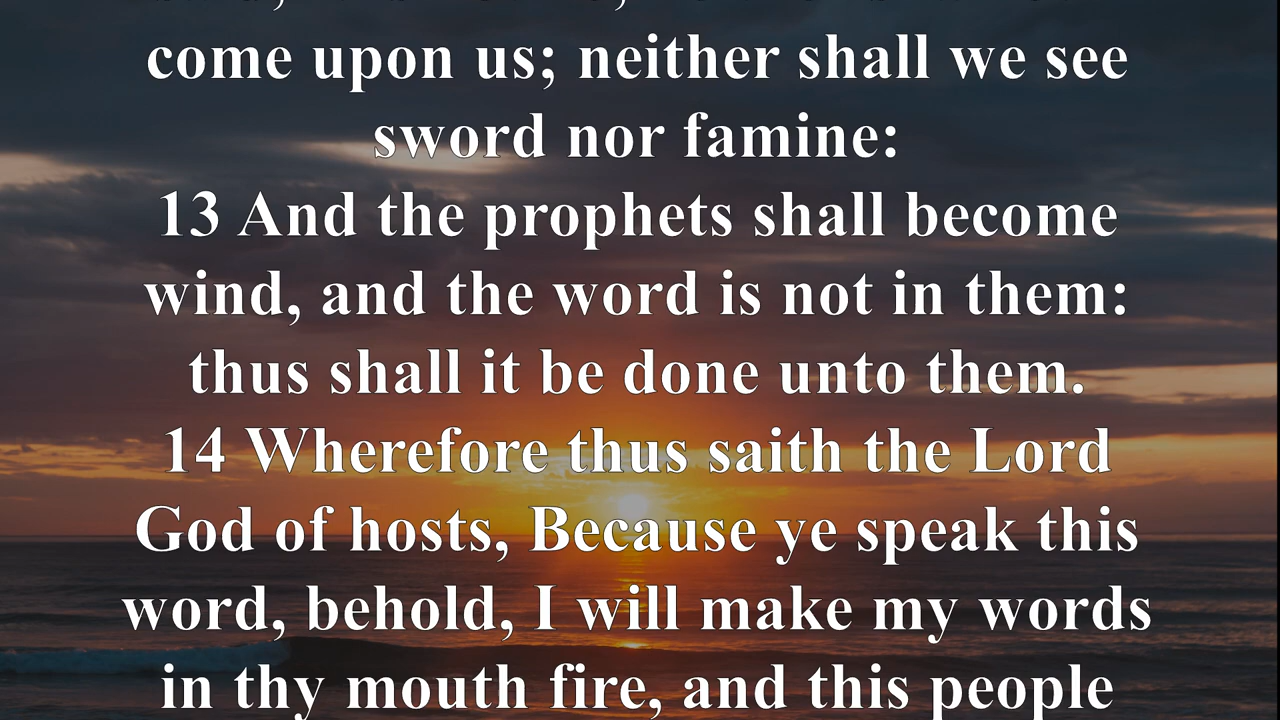 come upon us; neither shall we see
sword nor famine:
13 And the prophets shall become
wind, and the word is not in them:
thus shall it be done unto them.
14 Wherefore thus saith the Lord
God of hosts, Because ye speak this
word, behold, I will make my words
in thy mouth fire, and this people